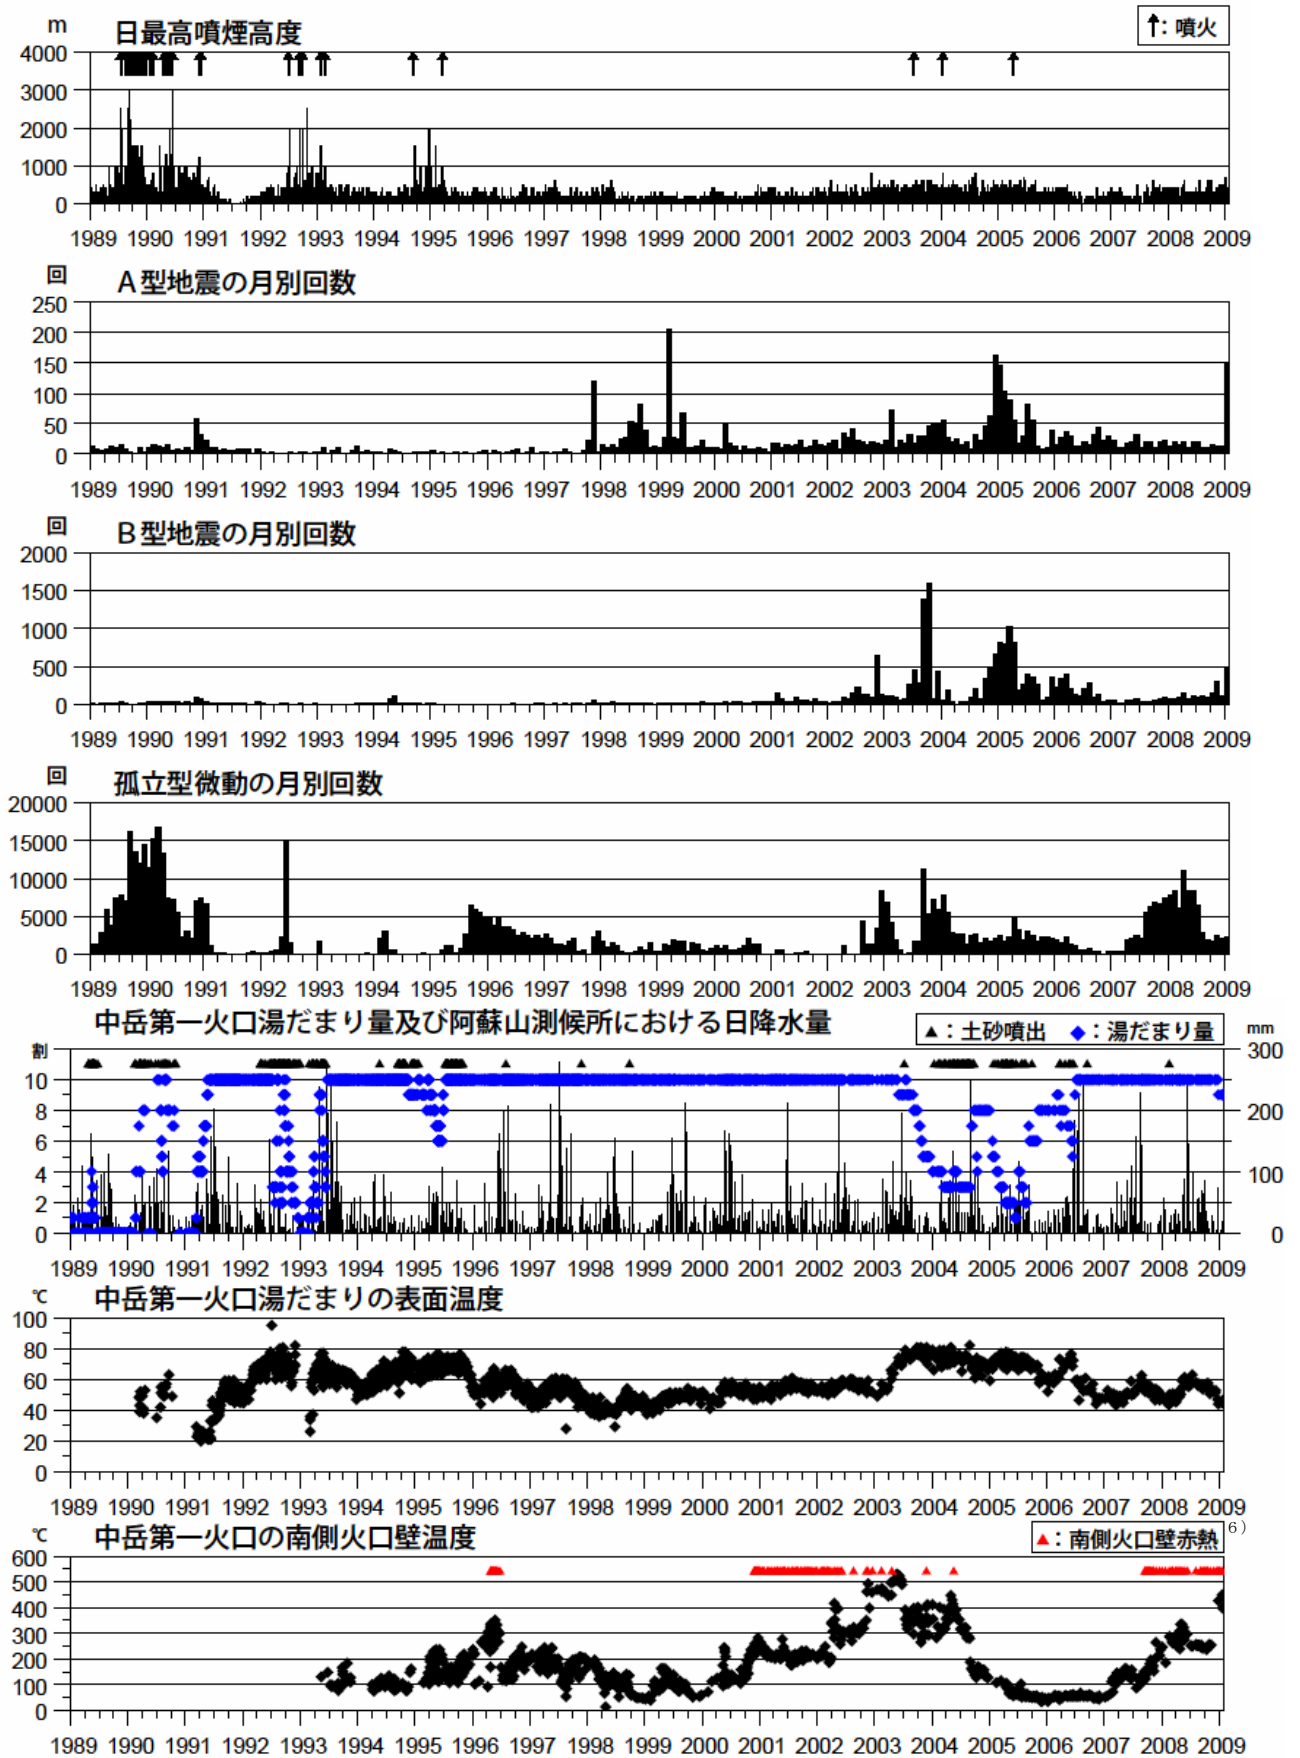 m 日最高噴煙高度 ↑: 噴火
4000
3000
2000
1000
0
1989 1990 1991 1992 1993 1994 1995 1996 1997 1998 1999 2000 2001 2002 2003 2004 2005 2006 2007 2008 2009
回 A型地震の月別回数
250
200
150
100
50
0
1989 1990 1991 1992 1993 1994 1995 1996 1997 1998 1999 2000 2001 2002 2003 2004 2005 2006 2007 2008 2009
回 B型地震の月別回数
2000
1500
1000
500
0
1989 1990 1991 1992 1993 1994 1995 1996 1997 1998 1999 2000 2001 2002 2003 2004 2005 2006 2007 2008 2009
回 孤立型微動の月別回数
20000
15000
10000
5000
0
1989 1990 1991 1992 1993 1994 1995 1996 1997 1998 1999 2000 2001 2002 2003 2004 2005 2006 2007 2008 2009
中岳第一火口湯だまり量及び阿蘇山測候所における日降水量 ▲：土砂噴出 ◆：湯だまり量 mm
割 300
10
8 200
6
4 100
2
0 0
1989 1990 1991 1992 1993 1994 1995 1996 1997 1998 1999 2000 2001 2002 2003 2004 2005 2006 2007 2008 2009
℃ 中岳第一火口湯だまりの表面温度
100
80
60
40
20
0
1989 1990 1991 1992 1993 1994 1995 1996 1997 1998 1999 2000 2001 2002 2003 2004 2005 2006 2007 2008 2009
℃ 中岳第一火口の南側火口壁温度 ▲：南側火口壁赤熱 6）
600
500
400
300
200
100
0
1989 1990 1991 1992 1993 1994 1995 1996 1997 1998 1999 2000 2001 2002 2003 2004 2005 2006 2007 2008 2009